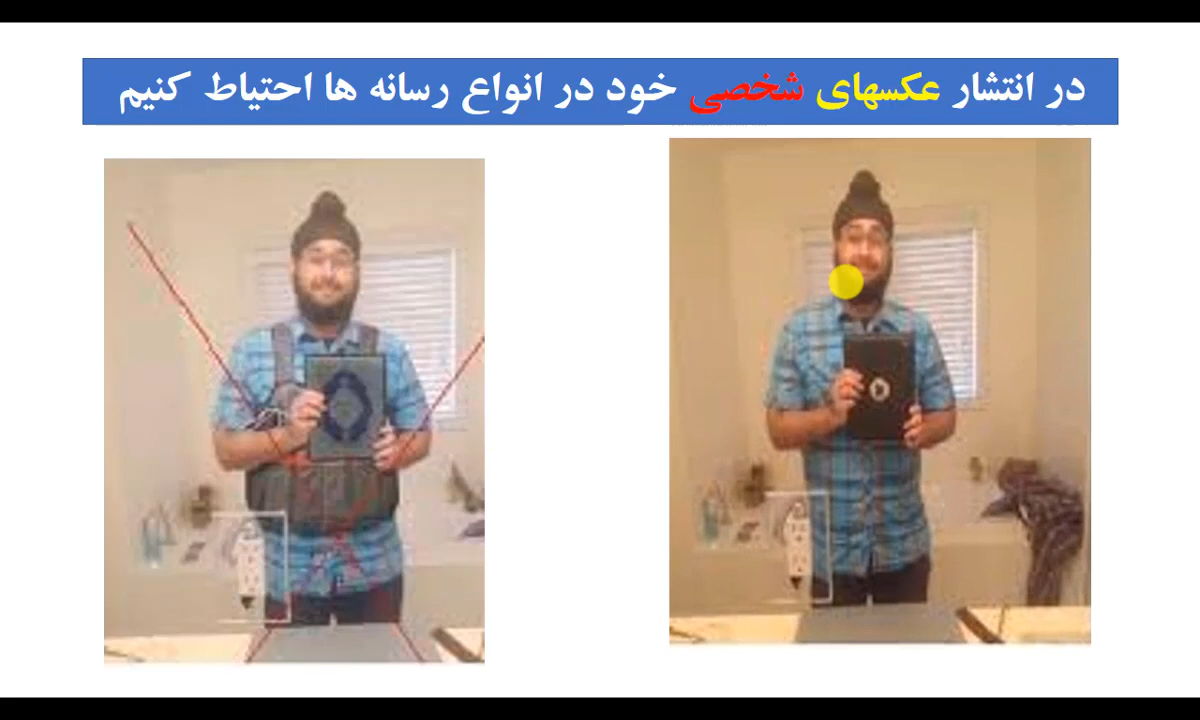 در انتشار عکسهای شخصی خود در انواع رسانه ها احتیاط کنیم